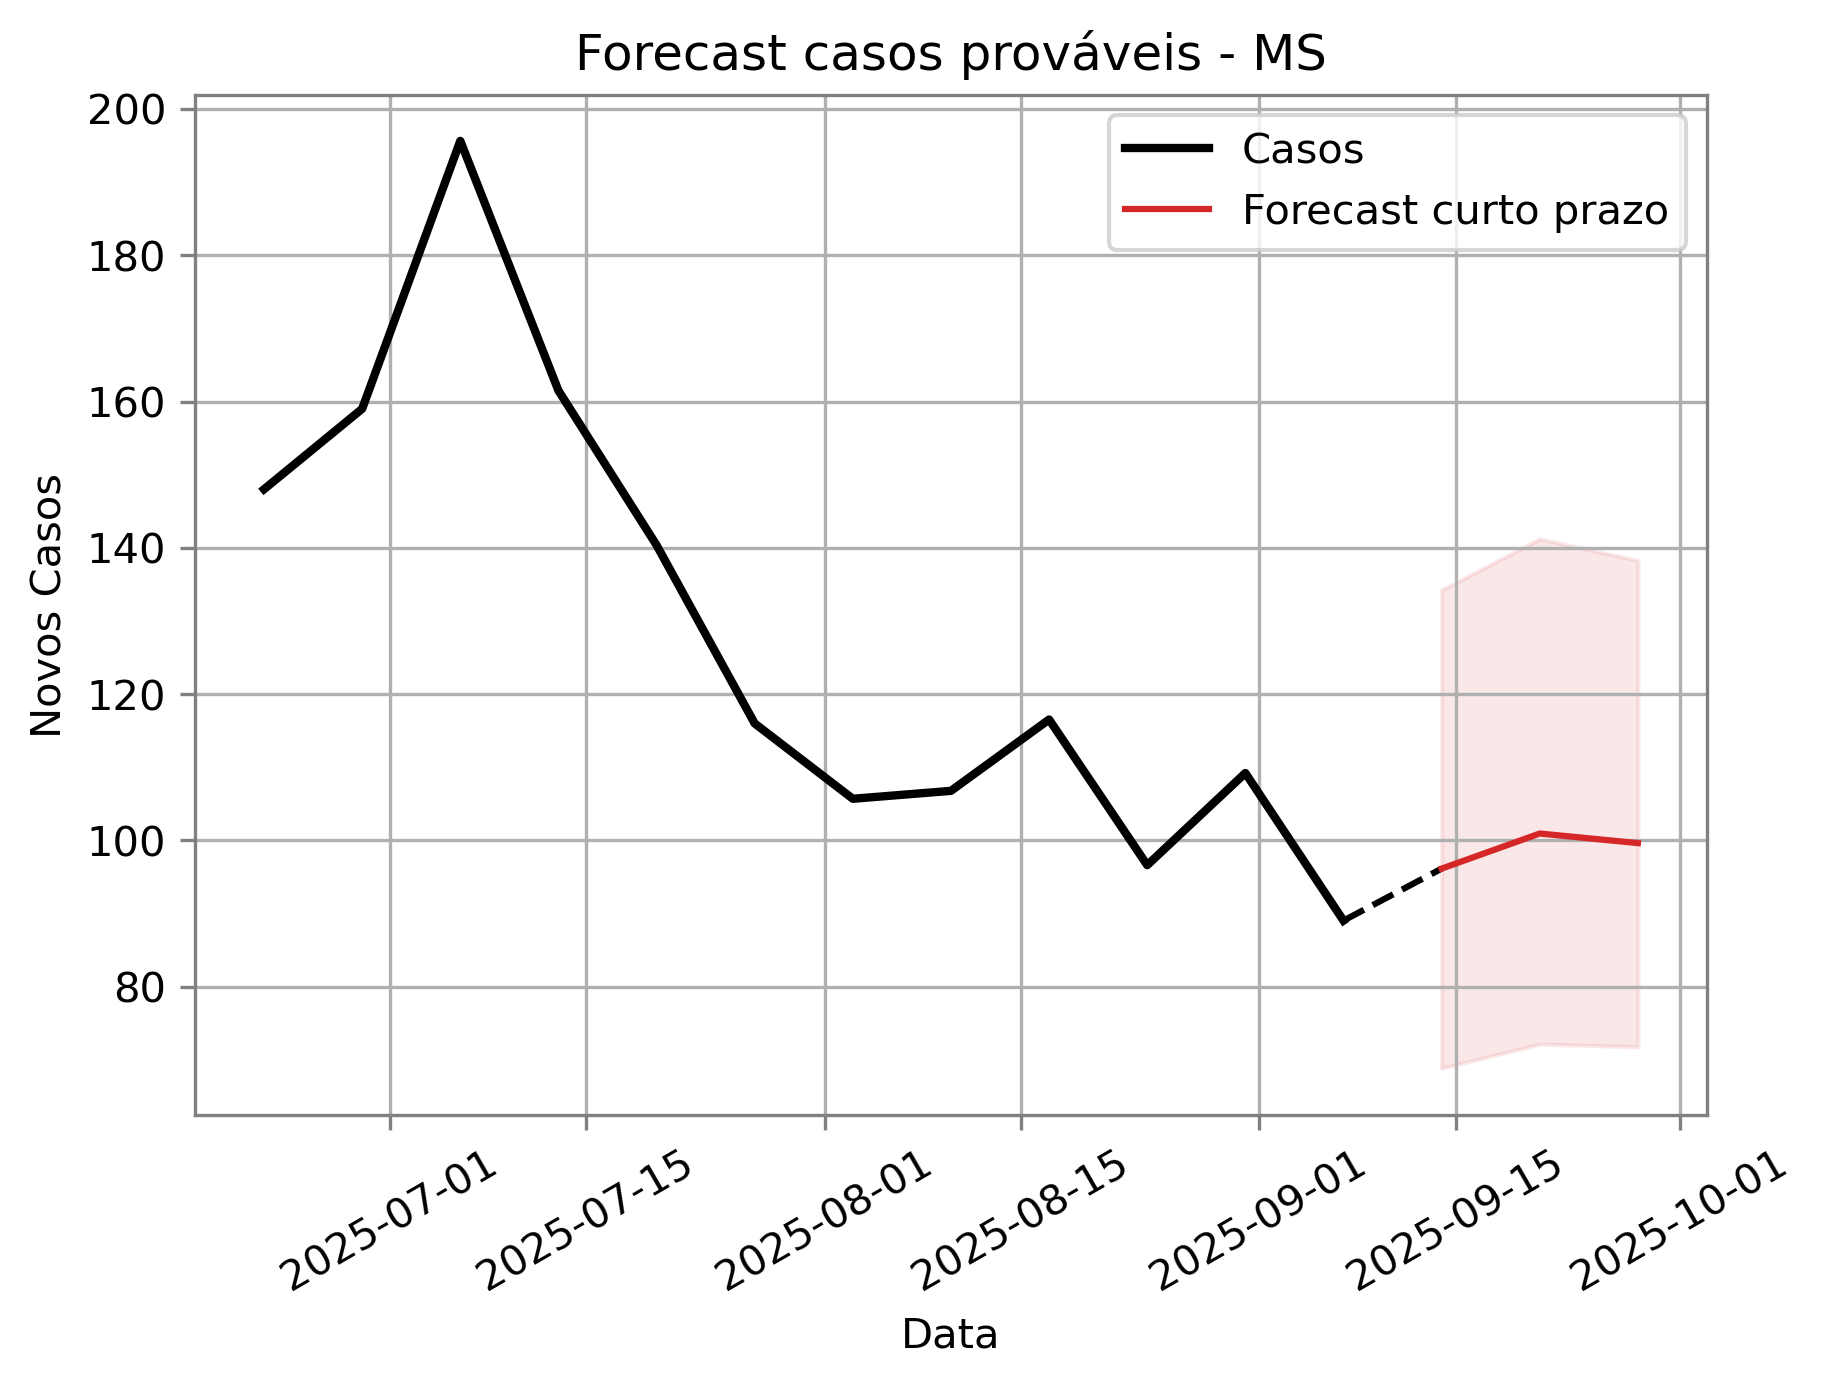 Forecast casos prováveis - MS
200
180
160
140
120
100
80
Novos Casos
Casos
Forecast curto prazo
2025-07-01
2025-07-15
2025-08-01
2025-08-15
2025-09-01
2025-09-15
2025-10-01
Data